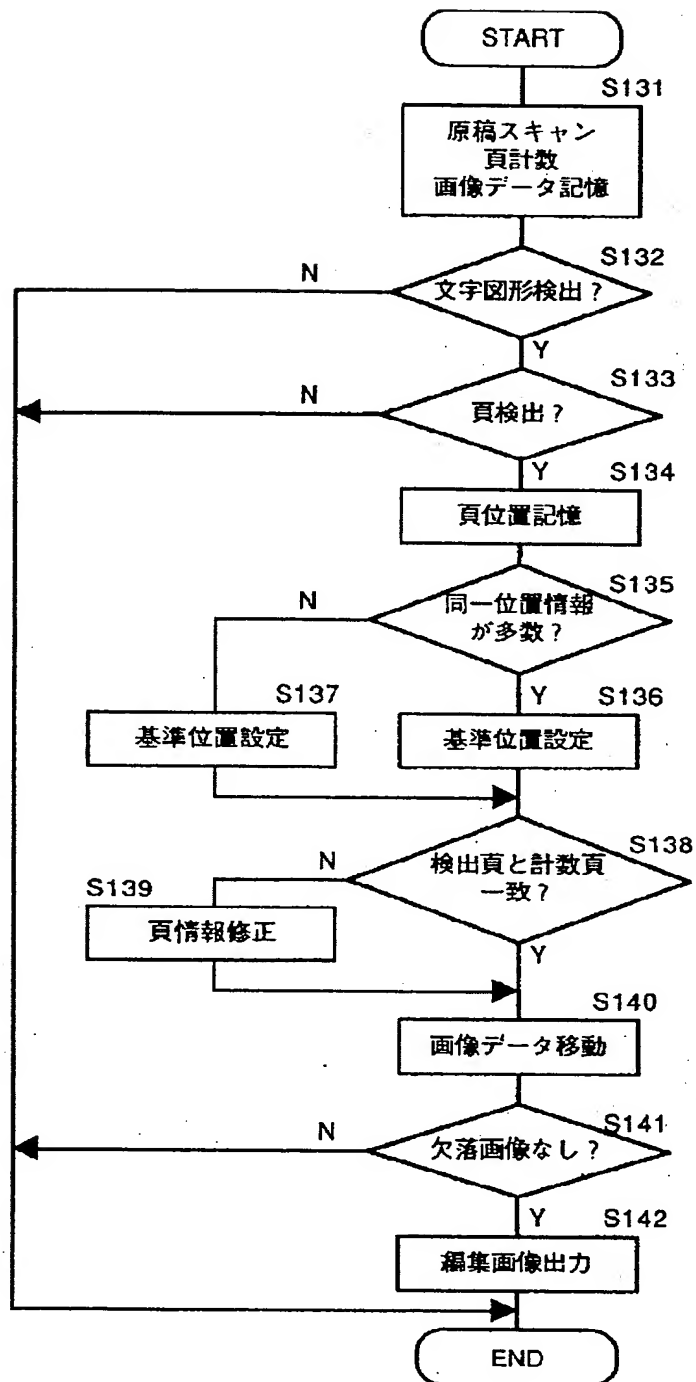 START
S131
原稿スキャン
頁計数
画像データ記憶
S132
N
文字図形検出?
Y
S133
N
頁検出?
Y
S134
頁位置記憶
S135
N
同一位置情報
が多数?
S137
Y
S136
基準位置設定
基準位置設定
S138
N
検出頁と計数頁
一致?
S139
頁情報修正
Y
S140
画像データ移動
S141
N
欠落画像なし?
Y
S142
編集画像出力
END